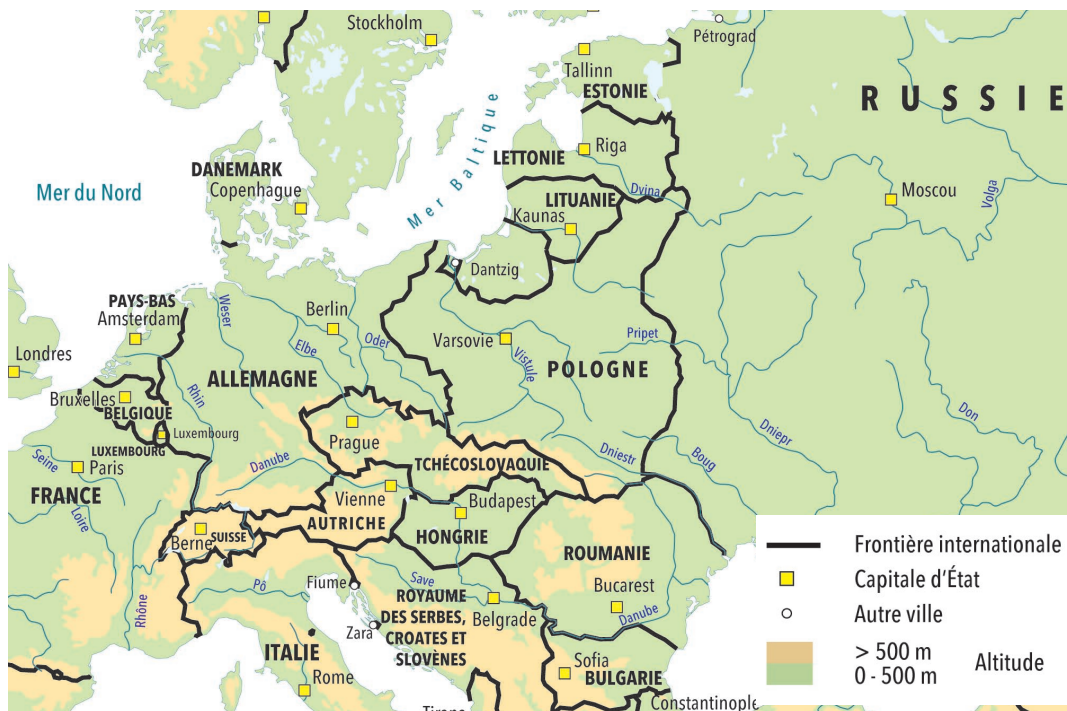 Stockholm
Pétrograd
Tallinn
ESTONIE
RUSSIE
Mer du Nord
Mer Baltique
DANEMARK
Copenhague
LETTONIE
Riga
Dvina
Moscou
Volga
LITUANIE
Kaunas
Dantzig
PAYS-BAS
Amsterdam
Weser
Berlin
Elbe
Oder
Varsovie
Vistule
Pripet
POLOGNE
Londres
ALLEMAGNE
Rhin
Bruxelles
BELGIQUE
Luxembourg
LUXEMBOURG
Prague
Dniepr
Don
Seine
Paris
FRANCE
Loire
Danube
TCHÉCOSLOVAQUIE
Dniestr
Boug
Vienne
AUTRICHE
Budapest
HONGRIE
Berne
SUISSE
ROUMANIE
Bucarest
Danube
Rhône
Pô
Fiume
Save
ROYAUME
DES SERBES,
CROATES ET
SLOVÈNES
Belgrade
Zara
ITALIE
Rome
Sofia
BULGARIE
Constantinople
Frontière internationale
Capitale d'État
Autre ville
> 500 m
0 - 500 m
Altitude